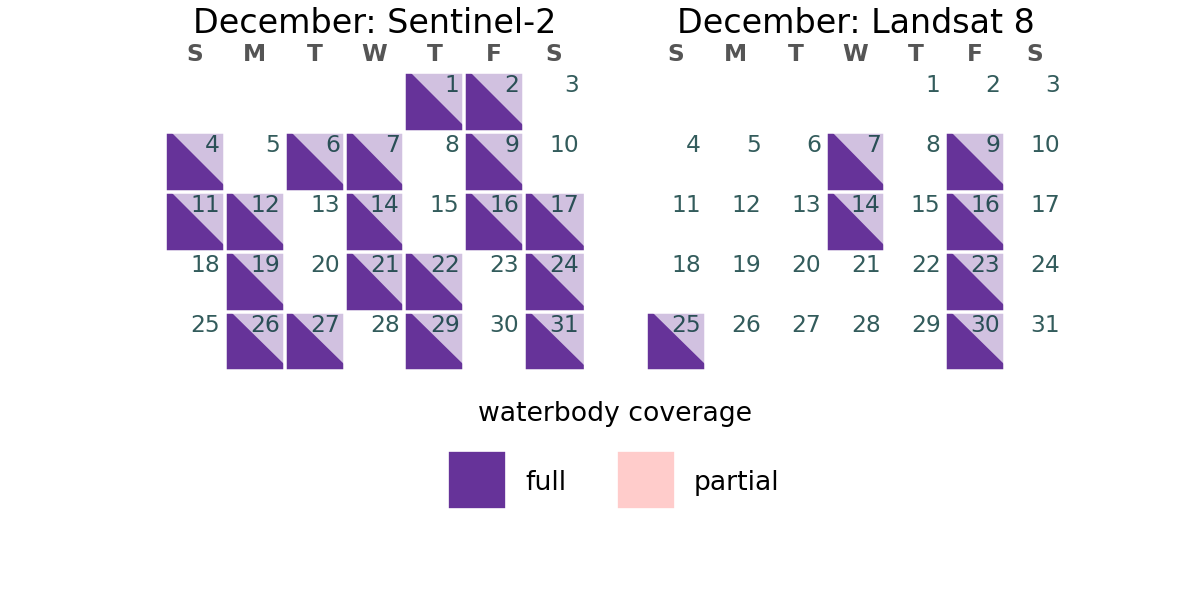 December: Sentinel-2
S M T W T F S
1 2 3
4 5 6 7 8 9 10
11 12 13 14 15 16 17
18 19 20 21 22 23 24
25 26 27 28 29 30 31
December: Landsat 8
S M T W T F S
1 2 3
4 5 6 7 8 9 10
11 12 13 14 15 16 17
18 19 20 21 22 23 24
25 26 27 28 29 30 31
waterbody coverage
full
partial